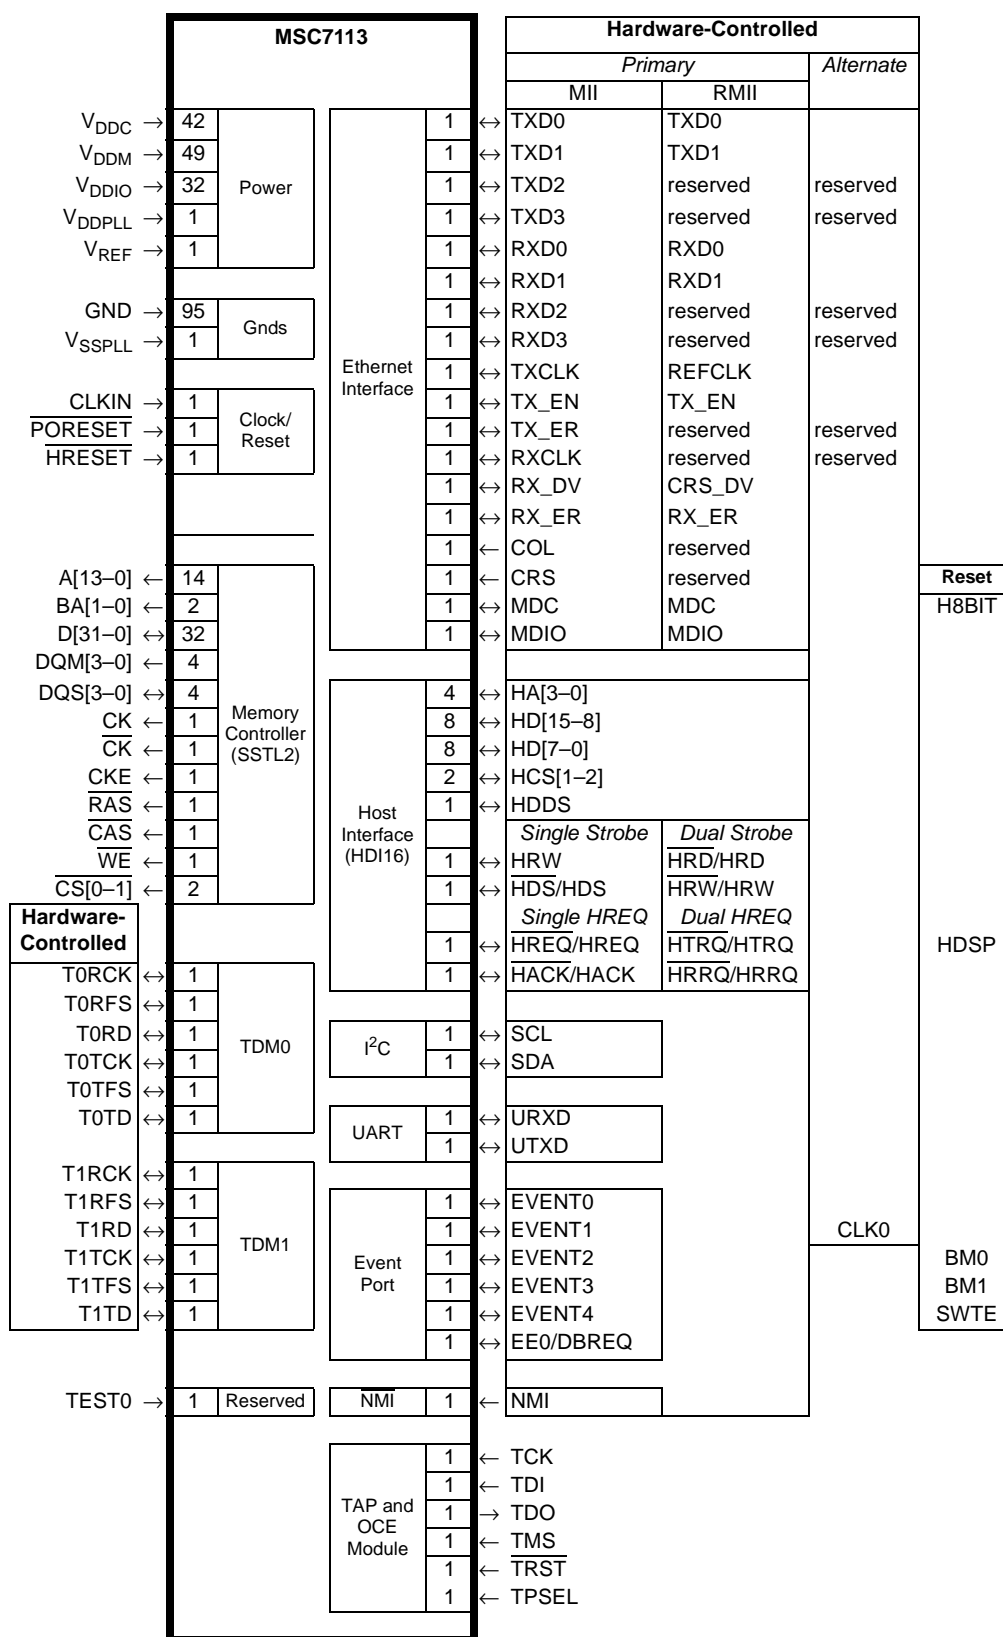 MSC7113 Hardware-Controlled
Primary Alternate
MII RMII
V_DDC → 42 1 ↔ TXD0 TXD0
V_DDM → 49 1 ↔ TXD1 TXD1
V_DDIO → 32 Power 1 ↔ TXD2 reserved reserved
V_DDPLL → 1 1 ↔ TXD3 reserved reserved
V_REF → 1 1 ↔ RXD0 RXD0
1 ↔ RXD1 RXD1
GND → 95 1 ↔ RXD2 reserved reserved
V_SSPLL → 1 Gnds 1 ↔ RXD3 reserved reserved
Ethernet Interface 1 ↔ TXCLK REFCLK
CLKIN → 1 1 ↔ TX_EN TX_EN
PORESET → 1 Clock/ Reset 1 ↔ TX_ER reserved reserved
HRESET → 1 1 ↔ RXCLK reserved reserved
1 ↔ RX_DV CRS_DV
1 ↔ RX_ER RX_ER
1 ← COL reserved
A[13–0] ← 14 1 ← CRS reserved Reset
BA[1–0] ← 2 1 ↔ MDC MDC H8BIT
D[31–0] ↔ 32 1 ↔ MDIO MDIO
DQM[3–0] ← 4
DQS[3–0] ↔ 4 4 ↔ HA[3–0]
CK ← 1 Memory Controller (SSTL2) 8 ↔ HD[15–8]
CK ← 1 8 ↔ HD[7–0]
CKE ← 1 2 ↔ HCS[1–2]
RAS ← 1 Host Interface (HDI16) 1 ↔ HDDS
CAS ← 1 Single Strobe Dual Strobe
WE ← 1 1 ↔ HRW HRD/HRD
CS[0–1] ← 2 1 ↔ HDS/HDS HRW/HRW
Hardware- Single HREQ Dual HREQ
Controlled 1 ↔ HREQ/HREQ HTRQ/HTRQ HDSP
T0RCK ↔ 1 1 ↔ HACK/HACK HRRQ/HRRQ
T0RFS ↔ 1
T0RD ↔ 1 TDM0 I²C 1 ↔ SCL
T0TCK ↔ 1 1 ↔ SDA
T0TFS ↔ 1
T0TD ↔ 1 UART 1 ↔ URXD
1 ↔ UTXD
T1RCK ↔ 1
T1RFS ↔ 1 1 ↔ EVENT0
T1RD ↔ 1 TDM1 1 ↔ EVENT1 CLK0
T1TCK ↔ 1 Event Port 1 ↔ EVENT2 BM0
T1TFS ↔ 1 1 ↔ EVENT3 BM1
T1TD ↔ 1 1 ↔ EVENT4 SWTE
1 ↔ EE0/DBREQ
TEST0 → 1 Reserved NMI 1 ← NMI
1 ← TCK
1 ← TDI
TAP and OCE Module 1 → TDO
1 ← TMS
1 ← TRST
1 ← TPSEL